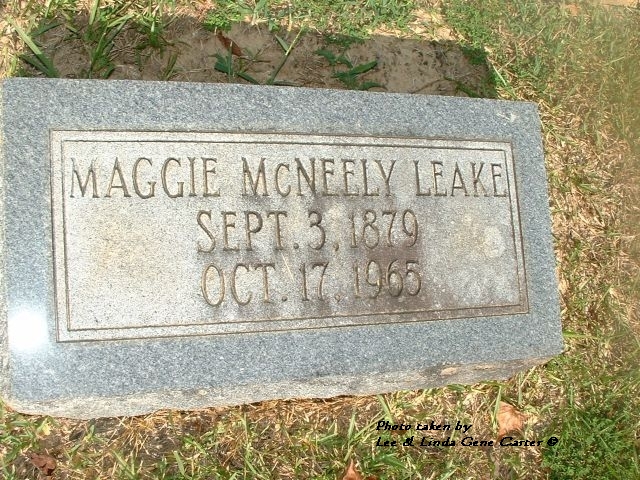 MAGGIE MCNEELY LEAKE
SEPT. 3, 1879
OCT. 17, 1965
Photo taken by
Lee & Linda Gene Carter ©